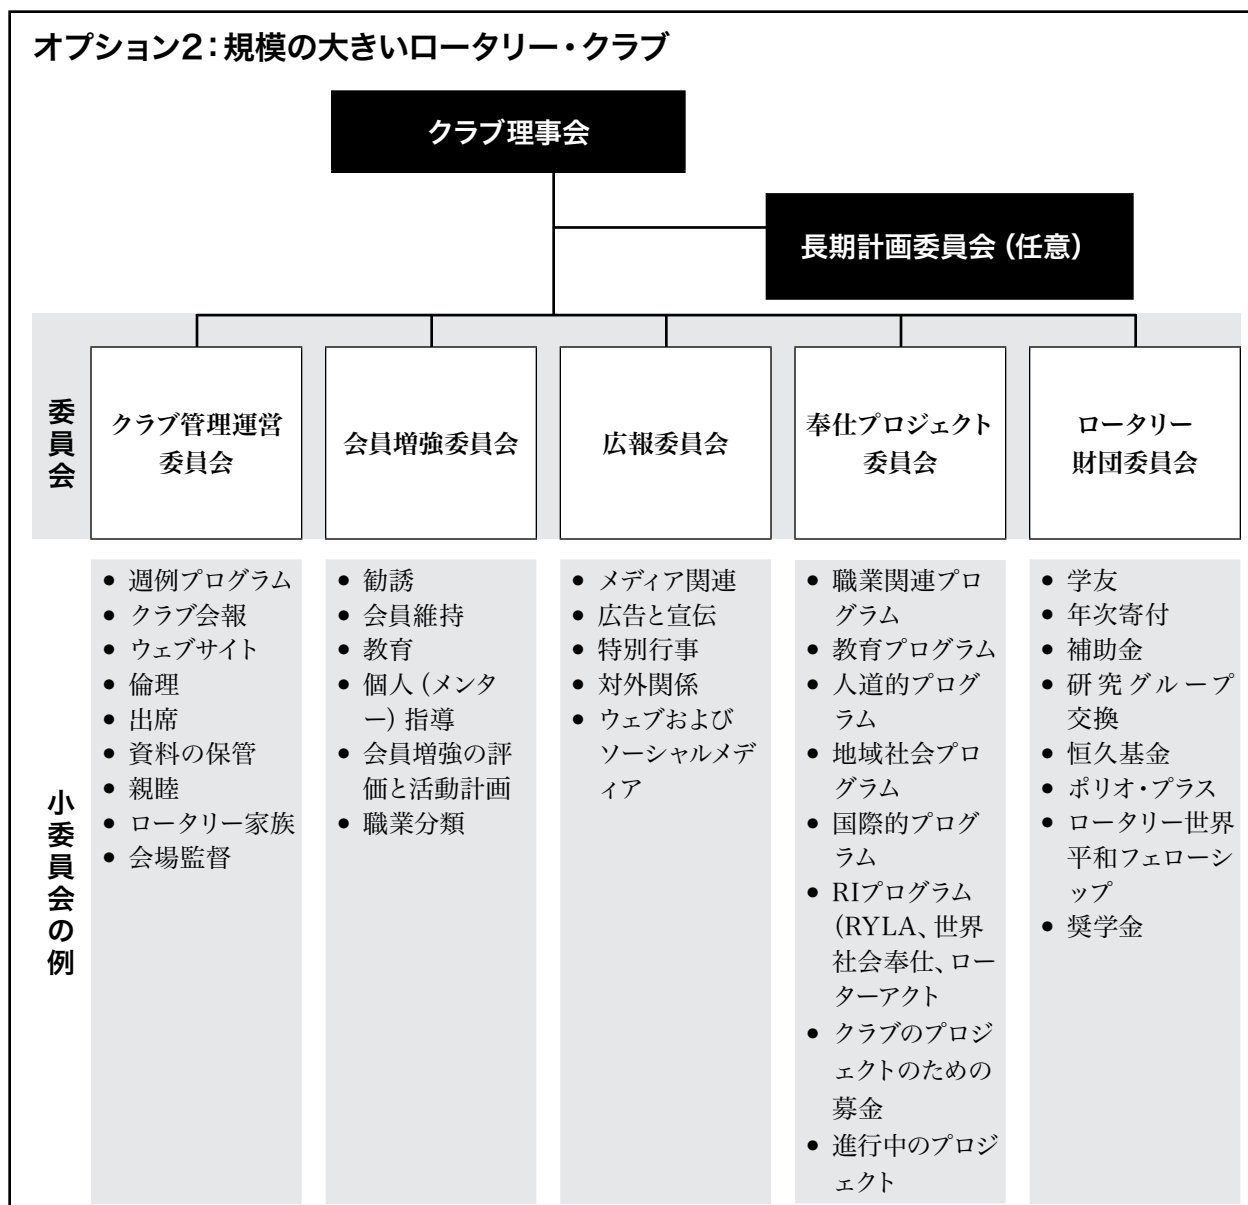 オプション2：規模の大きいロータリー・クラブ
クラブ理事会
長期計画委員会（任意）
委員会
クラブ管理運営
委員会
会員増強委員会
広報委員会
奉仕プロジェクト
委員会
ロータリー
財団委員会
小委員会の例
• 週例プログラム
• クラブ会報
• ウェブサイト
• 倫理
• 出席
• 資料の保管
• 親睦
• ロータリー家族
• 会場監督
• 勧誘
• 会員維持
• 教育
• 個人（メンタ
ー）指導
• 会員増強の評
価と活動計画
• 職業分類
• メディア関連
• 広告と宣伝
• 特別行事
• 対外関係
• ウェブおよび
ソーシャルメデ
ィア
• 職業関連プロ
グラム
• 教育プログラム
• 人道的プログ
ラム
• 地域社会プロ
グラム
• 国際的プログ
ラム
• RIプログラム
（RYLA、世界
社会奉仕、ロー
ターアクト
• クラブのプロジ
ェクトのための
募金
• 進行中のプロジ
ェクト
• 学友
• 年次寄付
• 補助金
• 研究グループ
交換
• 恒久基金
• ポリオ・プラス
• ロータリー世界
平和フェローシ
ップ
• 奨学金